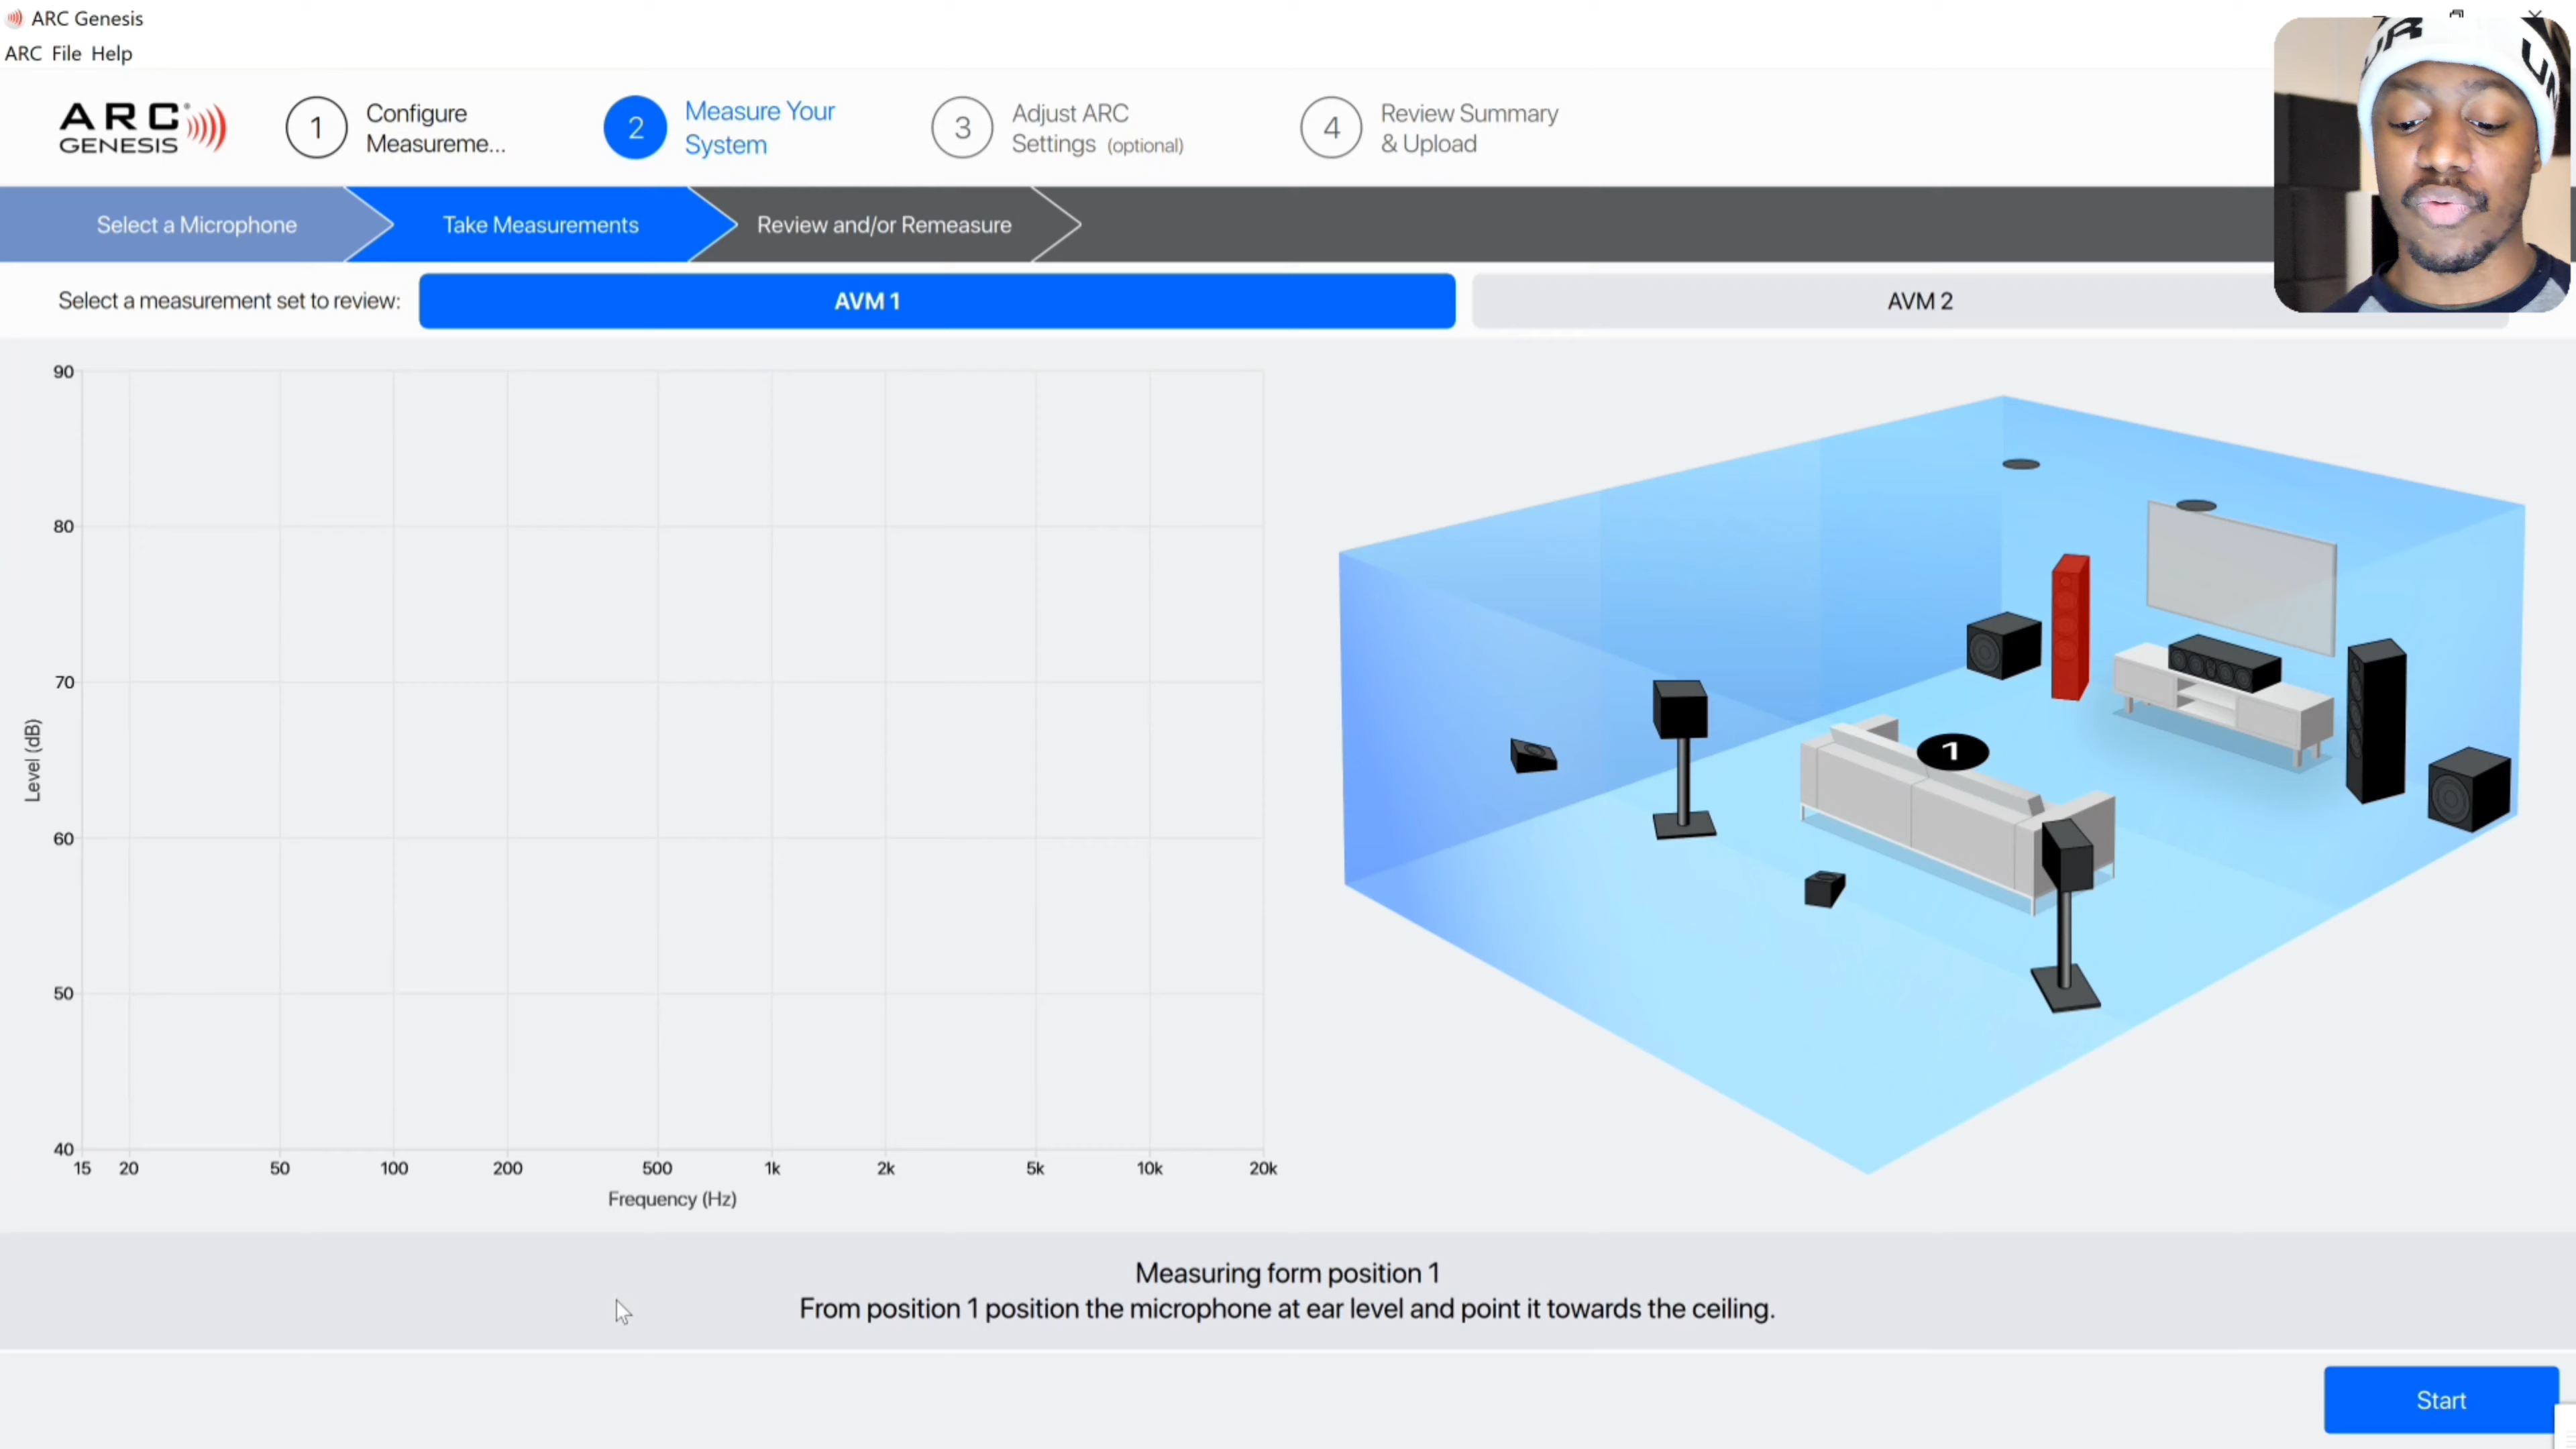 ARC Genesis
ARC File Help
ARC
GENESIS
1
Configure
Measureme...
2
Measure Your
System
3
Adjust ARC
Settings (optional)
4
Review Summary
& Upload
Select a Microphone
Take Measurements
Review and/or Remeasure
Select a measurement set to review:
AVM 1
AVM 2
90
80
70
60
50
40
Level (dB)
15 20 50 100 200 500 1k 2k 5k 10k 20k
Frequency (Hz)
1
Measuring form position 1
From position 1 position the microphone at ear level and point it towards the ceiling.
Start